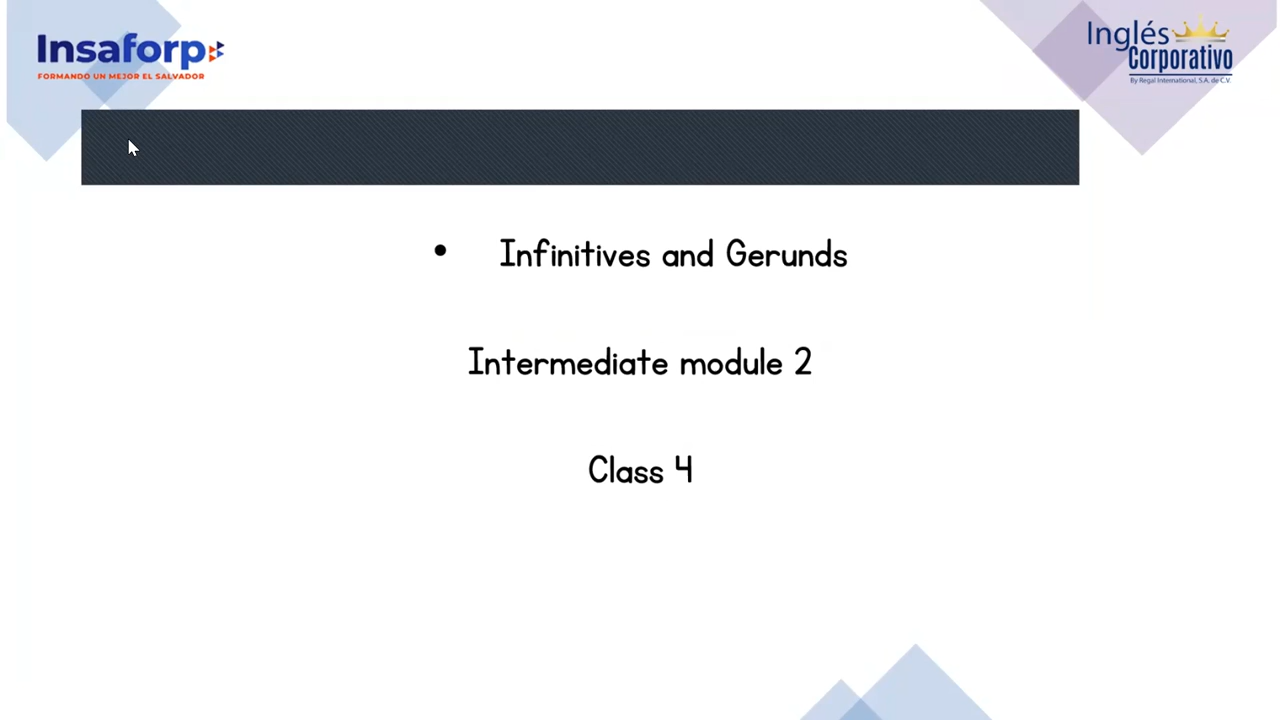 Insaforp
FORMANDO UN MEJOR EL SALVADOR
Inglés
Corporativo
By Regal International, S.A. de C.V.
• Infinitives and Gerunds
Intermediate module 2
Class 4